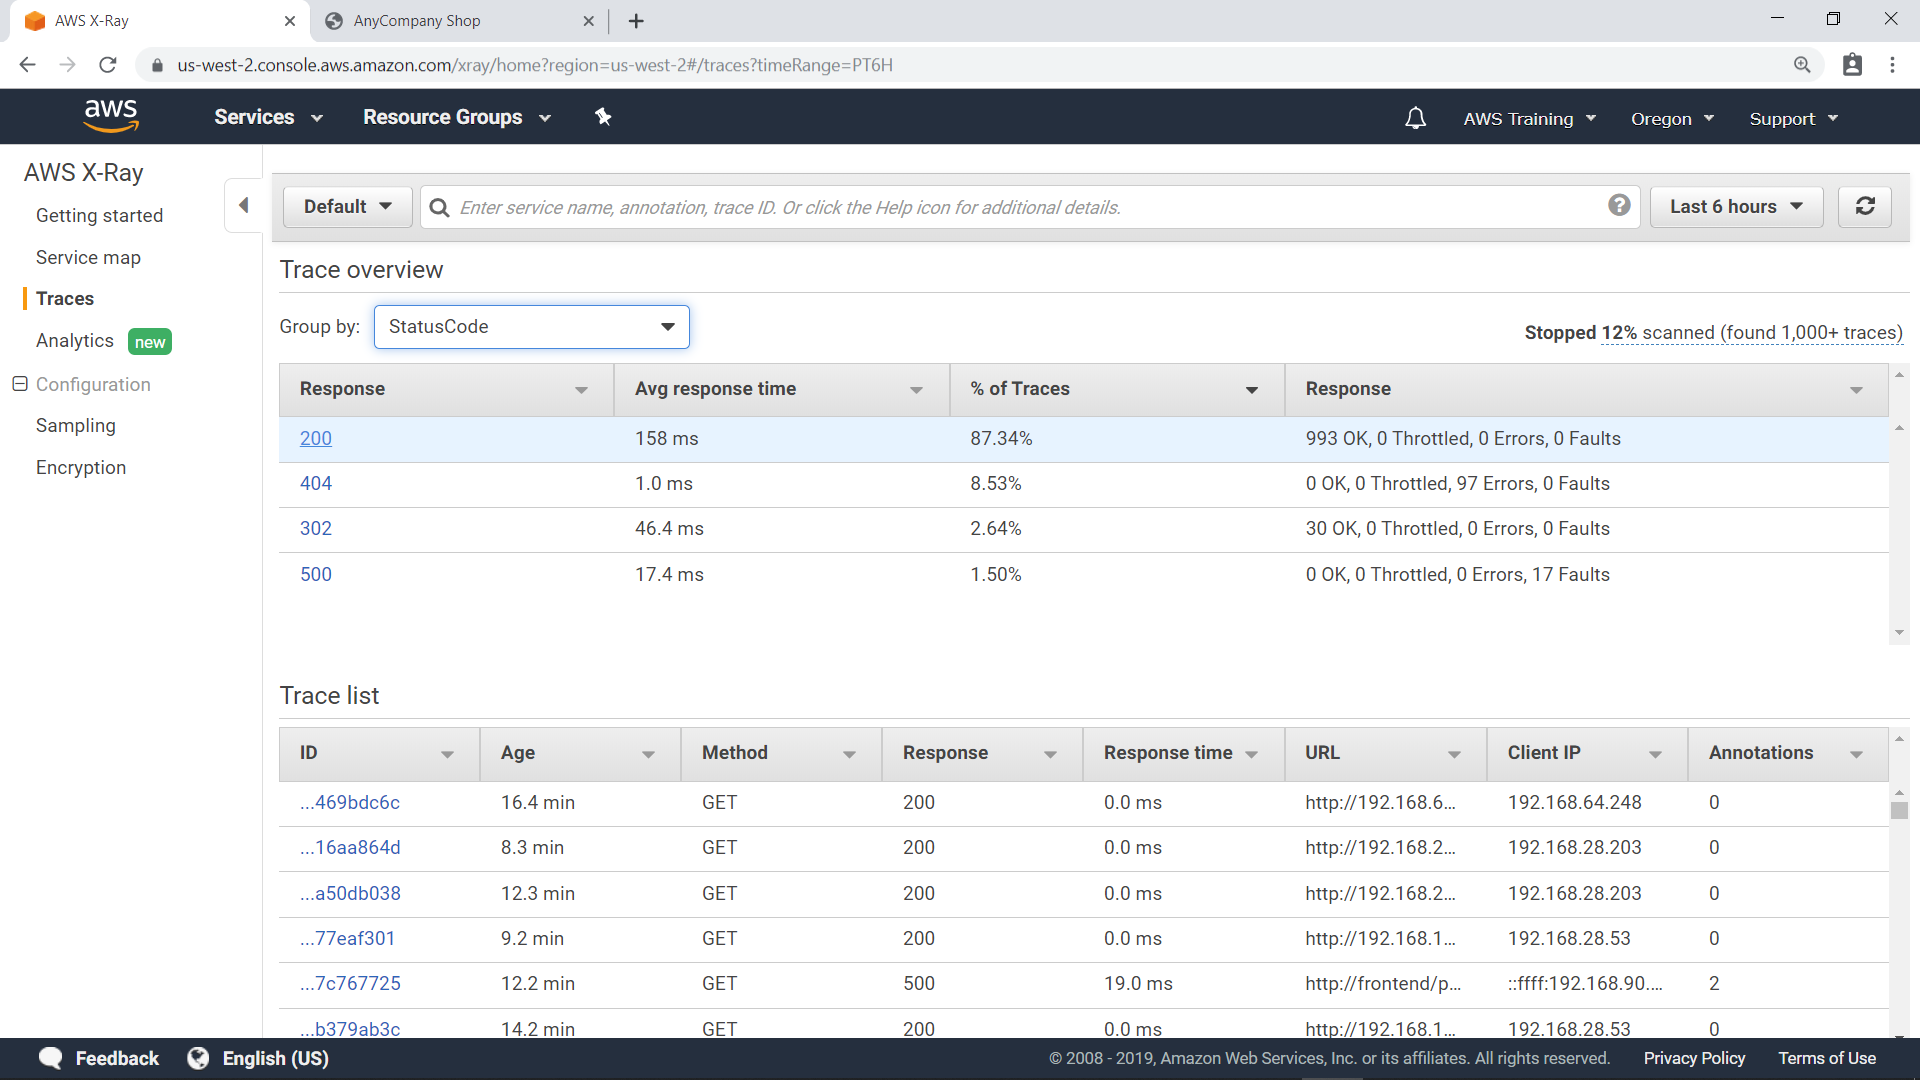 AWS X-Ray
AnyCompany Shop
us-west-2.console.aws.amazon.com/xray/home?region=us-west-2#/traces?timeRange=PT6H
aws
Services
Resource Groups
AWS Training
Oregon
Support
AWS X-Ray
Getting started
Service map
Traces
Analytics new
Configuration
Sampling
Encryption
Default
Enter service name, annotation, trace ID. Or click the Help icon for additional details.
?
Last 6 hours
Trace overview
Group by: StatusCode
Stopped 12% scanned (found 1,000+ traces)
Response Avg response time % of Traces Response
200 158 ms 87.34% 993 OK, 0 Throttled, 0 Errors, 0 Faults
404 1.0 ms 8.53% 0 OK, 0 Throttled, 97 Errors, 0 Faults
302 46.4 ms 2.64% 30 OK, 0 Throttled, 0 Errors, 0 Faults
500 17.4 ms 1.50% 0 OK, 0 Throttled, 0 Errors, 17 Faults
Trace list
ID Age Method Response Response time URL Client IP Annotations
...469bdc6c 16.4 min GET 200 0.0 ms http://192.168.6... 192.168.64.248 0
...16aa864d 8.3 min GET 200 0.0 ms http://192.168.2... 192.168.28.203 0
...a50db038 12.3 min GET 200 0.0 ms http://192.168.2... 192.168.28.203 0
...77eaf301 9.2 min GET 200 0.0 ms http://192.168.1... 192.168.28.53 0
...7c767725 12.2 min GET 500 19.0 ms http://frontend/p... ::ffff:192.168.90.... 2
...b379ab3c 14.2 min GET 200 0.0 ms http://192.168.1... 192.168.28.53 0
Feedback
English (US)
© 2008 - 2019, Amazon Web Services, Inc. or its affiliates. All rights reserved.
Privacy Policy
Terms of Use